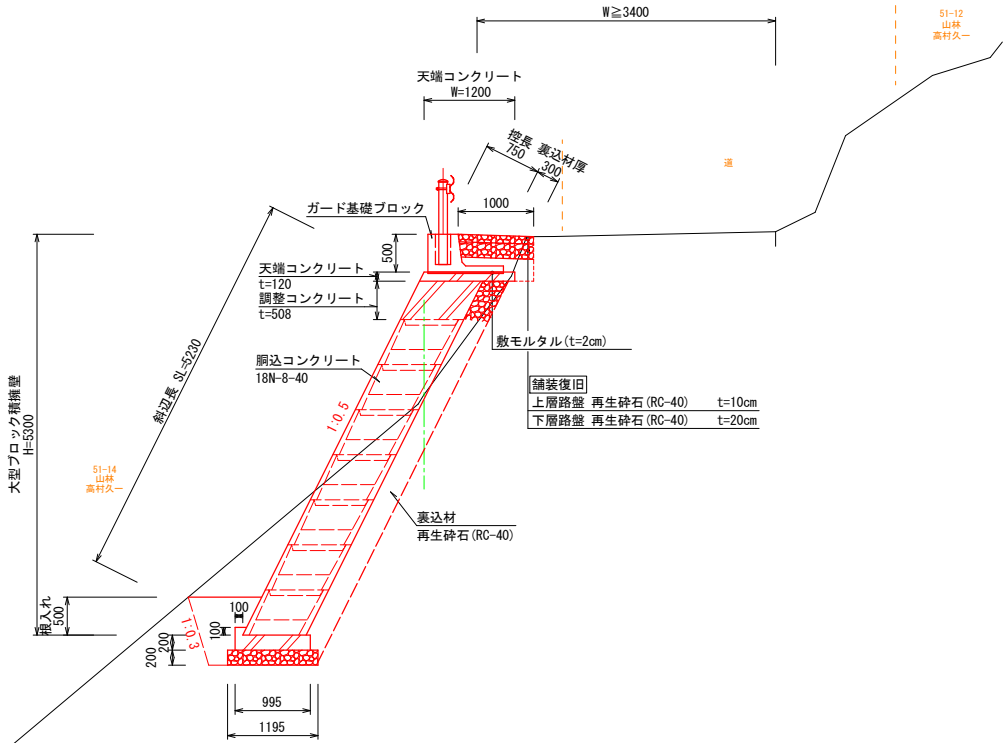 W≧3400
51-12
山林
高村久一
天端コンクリート
W=1200
控長 裏込材厚
750 300
道
1000
ガード基礎ブロック
500
天端コンクリート
t=120
調整コンクリート
t=508
敷モルタル(t=2cm)
胴込コンクリート
18N-8-40
舗装復旧
上層路盤 再生砕石(RC-40) t=10cm
下層路盤 再生砕石(RC-40) t=20cm
斜辺長 SL=5230
1:0.5
大型ブロック積擁壁
H=5300
51-14
山林
高村久一
裏込材
再生砕石(RC-40)
根入れ
500
100
100
1:0.3
200
200
995
1195